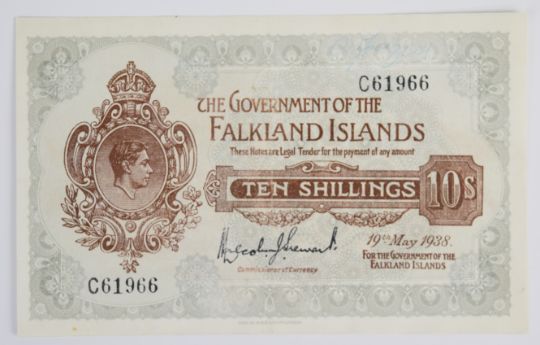 C61966
THE GOVERNMENT OF THE
FALKLAND ISLANDS
These Notes are Legal Tender for the payment of any amount
TEN SHILLINGS
10s
19th May 1938.
FOR THE GOVERNMENT OF THE
FALKLAND ISLANDS
Commissioner of Currency
C61966